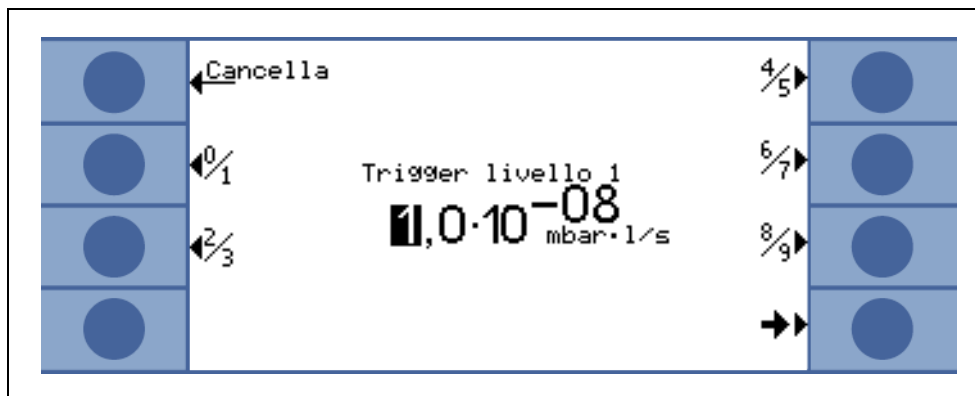 Cancella
4/5
0/1
6/7
Trigger livello 1
1,0·10⁻⁰⁸ mbar·l/s
2/3
8/9